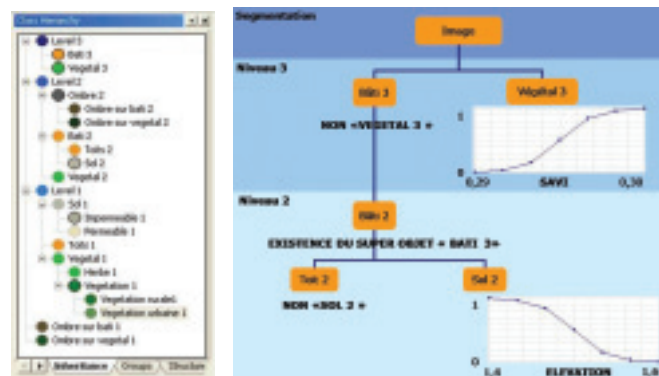 Class Hierarchy
Level 3
Bati 3
Vegetal 3
Level 2
Ombre 2
Ombre sur bati 2
Ombre sur vegetal 2
Bati 2
Toits 2
Sol 2
Vegetal 2
Level 1
Sol 1
Impermeable 1
Permeable 1
Toits 1
Vegetal 1
Herbe 1
Vegetation 1
Vegetation rurale1
Vegetation urbaine 1
Ombre sur bati 1
Ombre sur vegetal 1
Inheritance
Groups
Structure
Segmentation
Image
Niveau 3
Bâti 3
Végétal 3
NON «VEGETAL 3 »
1
0
0,29
SAVI
0,38
Niveau 2
Bâti 2
EXISTENCE DU SUPER OBJET « BATI 3»
Toit 2
Sol 2
NON «SOL 2 »
1
0
1,6
ELEVATION